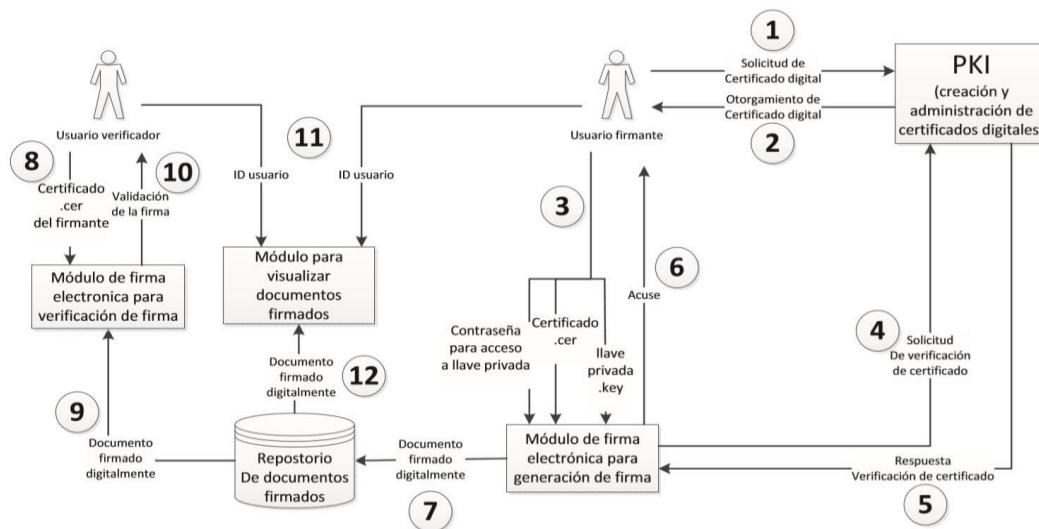 1
Solicitud de
Certificado digital
PKI
(creación y
administración de
certificados digitales
Otorgamiento de
Certificado digital
2
Usuario verificador
Usuario firmante
11
ID usuario
ID usuario
8
Certificado
.cer
del firmante
10
Validación
de la firma
3
6
Acuse
Módulo de firma
electronica para
verificación de firma
Módulo para
visualizar
documentos
firmados
Contraseña
para acceso
a llave privada
Certificado
.cer
llave
privada
.key
4
Solicitud
De verificación
de certificado
9
Documento
firmado
digitalmente
Documento
firmado
digitalmente
12
Repostorio
De documentos
firmados
Documento
firmado
digitalmente
7
Módulo de firma
electrónica para
generación de firma
Respuesta
Verificación de certificado
5